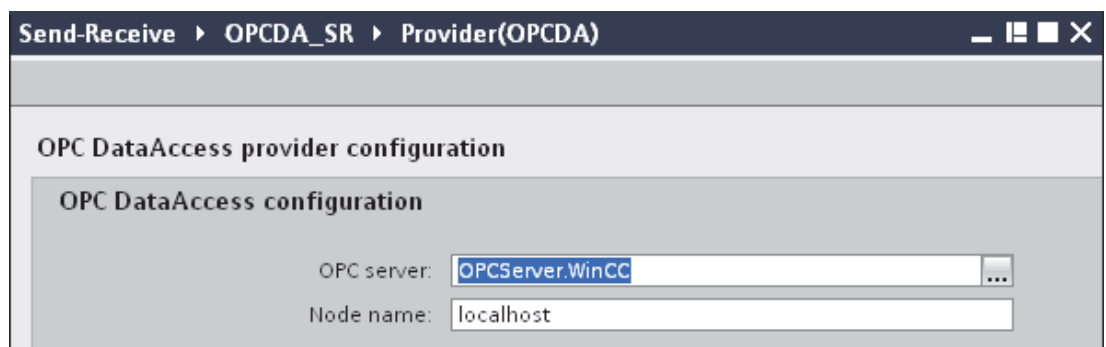 Send-Receive ▸ OPCDA_SR ▸ Provider(OPCDA)
OPC DataAccess provider configuration
OPC DataAccess configuration
OPC server: OPCServer.WinCC ...
Node name: localhost